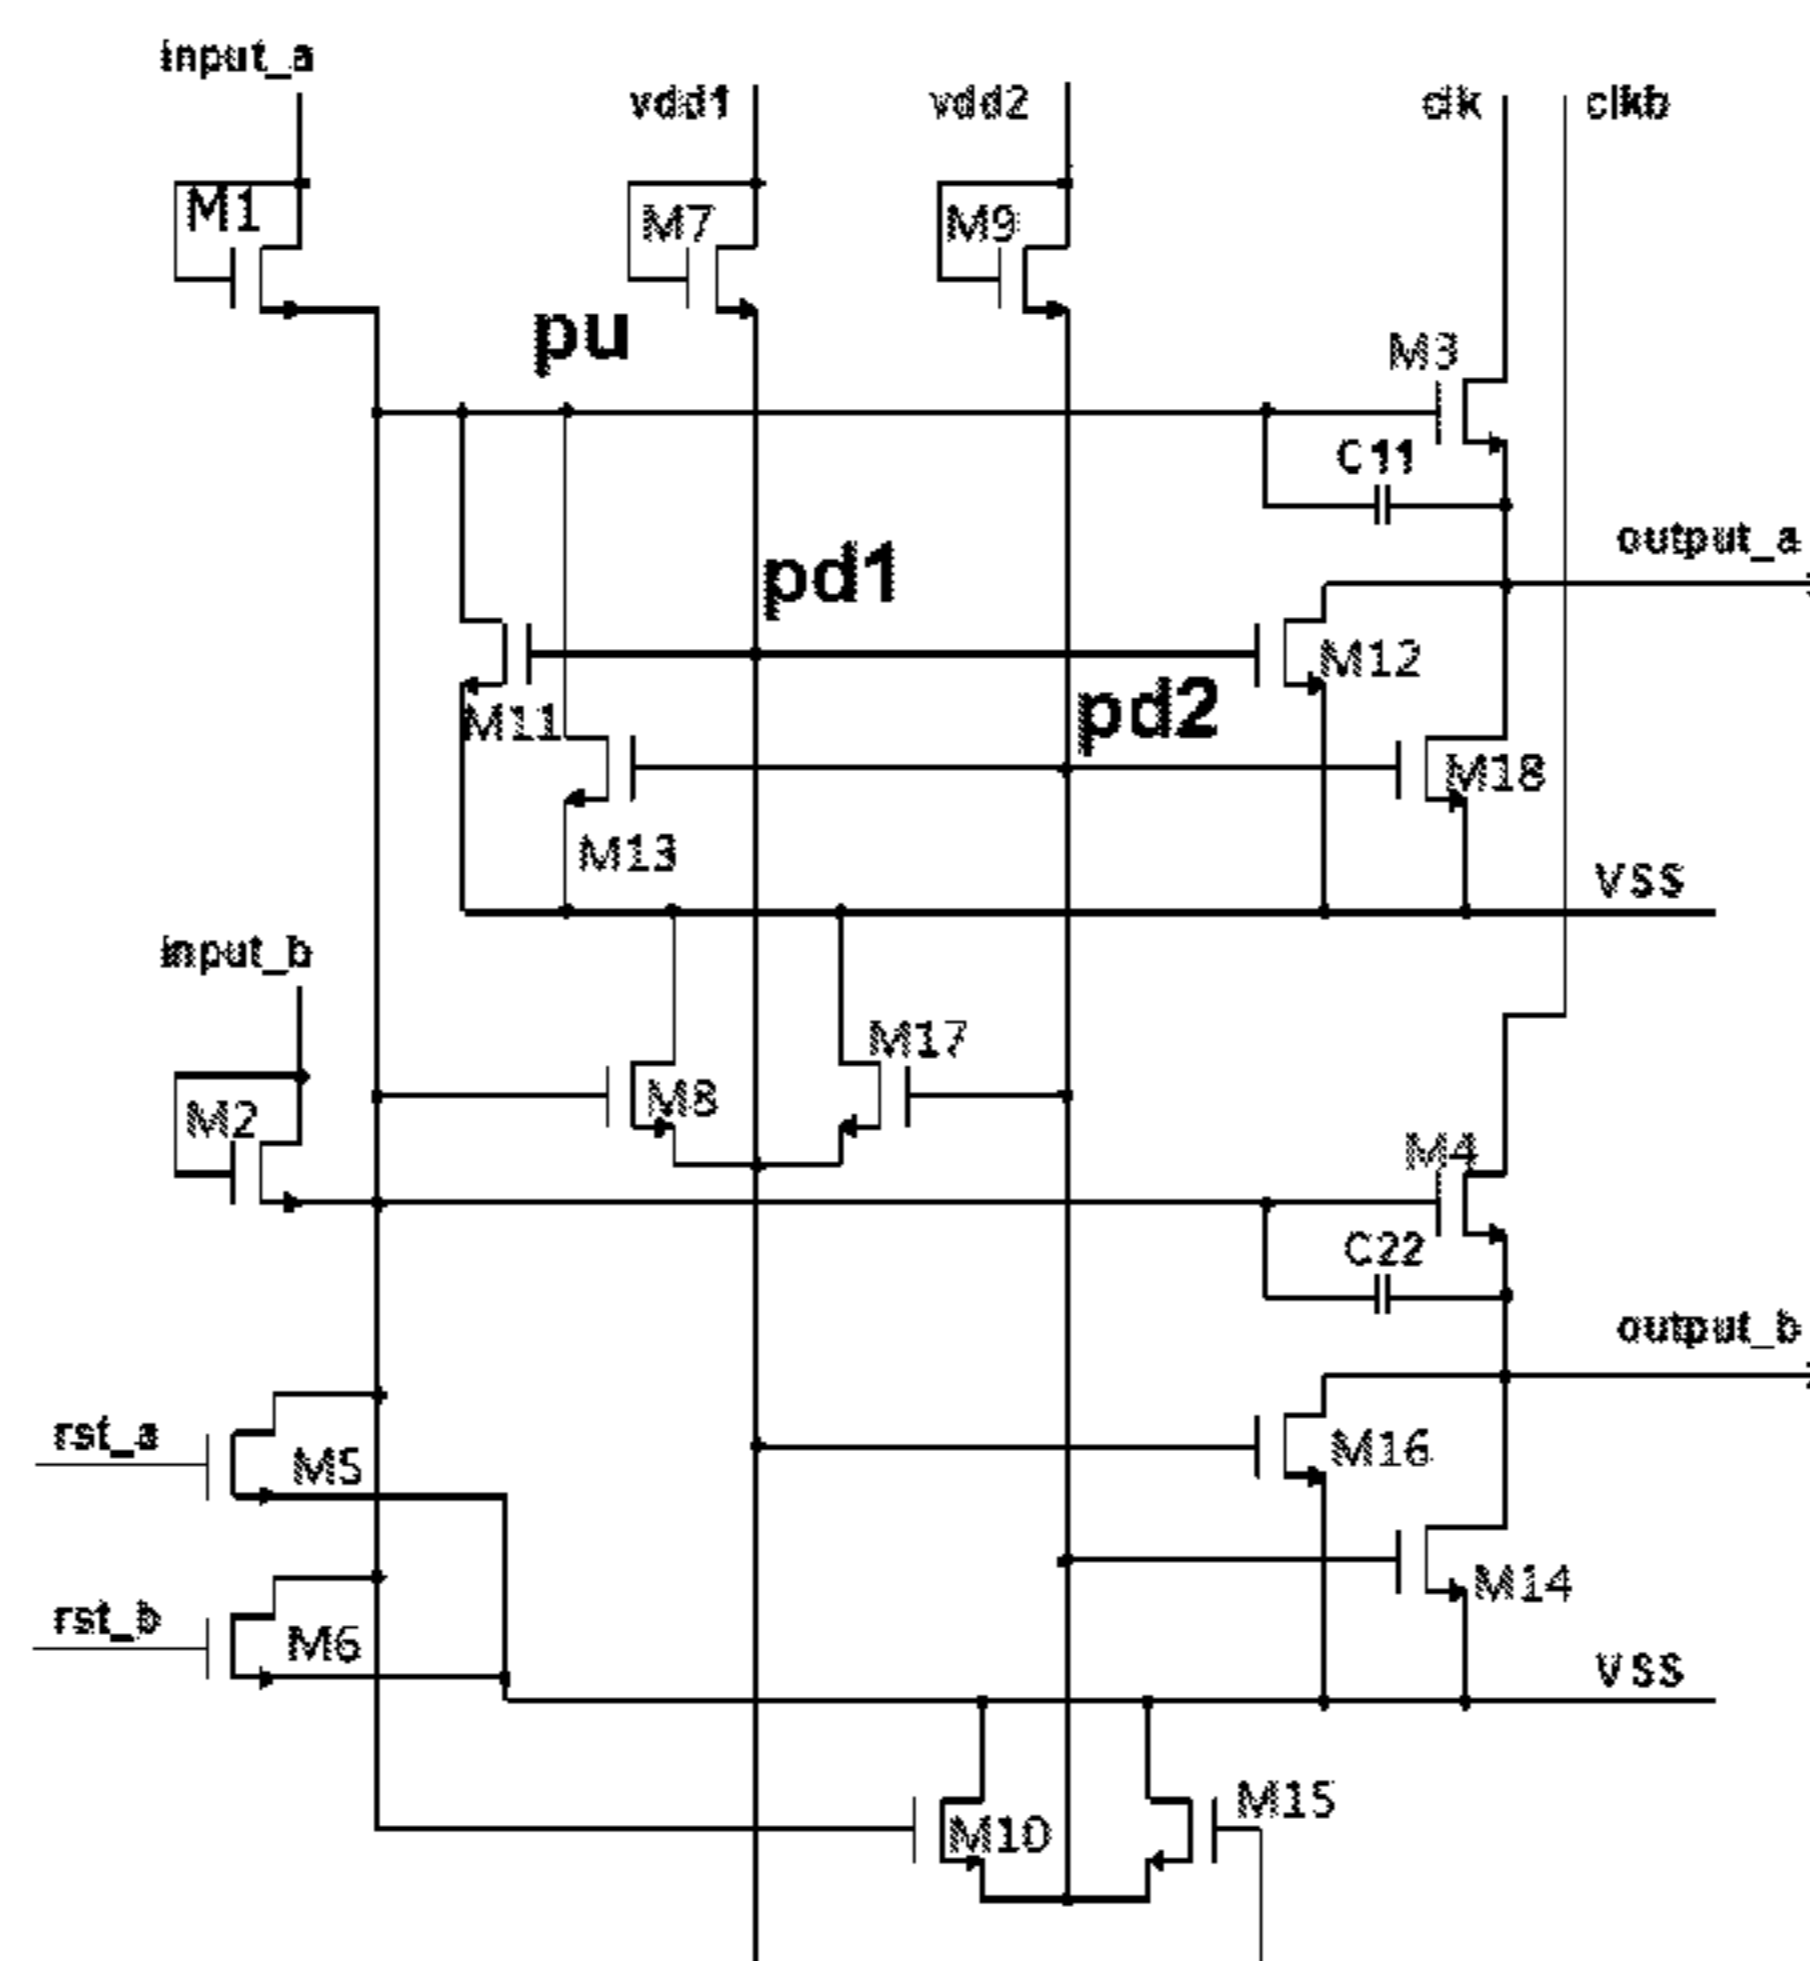 input_a
vdd1
vdd2
clk
clkb
M1
M7
M9
pu
M3
C11
output_a
pd1
M12
pd2
M11
M18
M13
VSS
input_b
M17
M8
M2
M4
C22
output_b
rst_a
M5
M16
M14
rst_b
M6
VSS
M15
M10